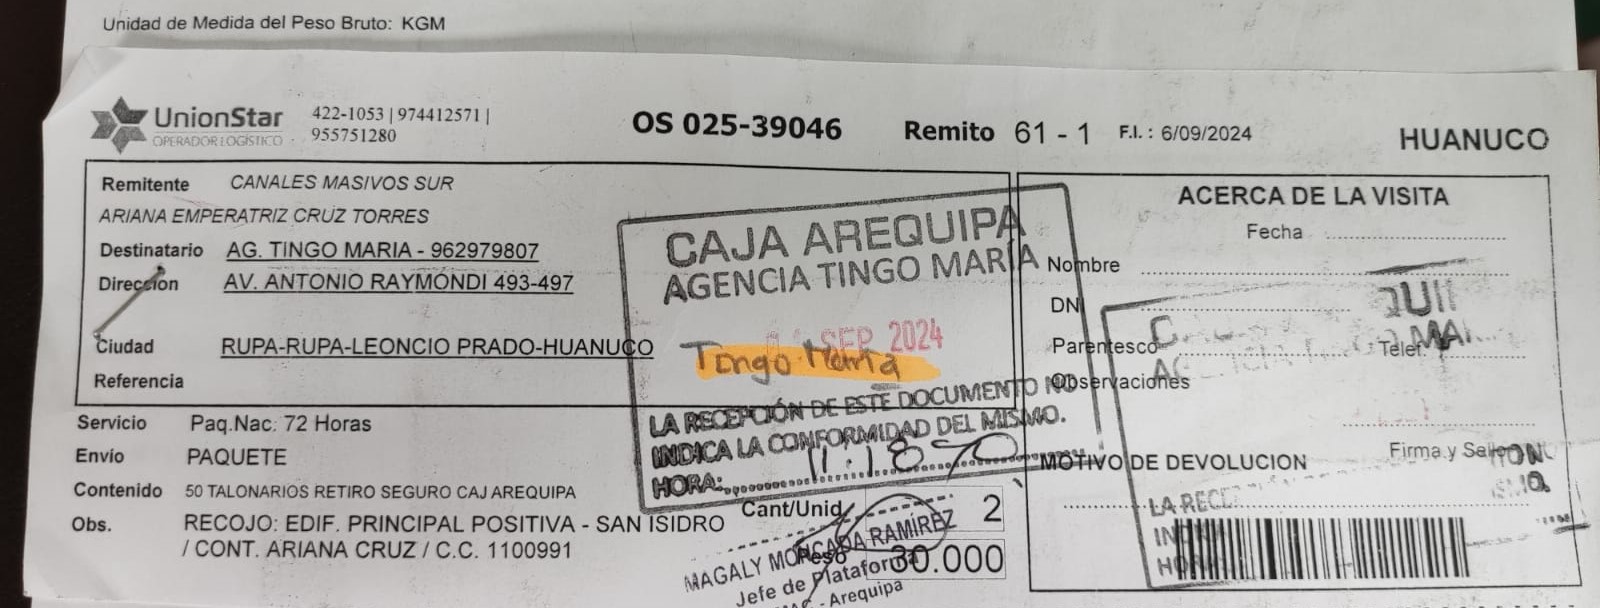 Unidad de Medida del Peso Bruto: KGM
UnionStar
OPERADOR LOGÍSTICO
422-1053 | 974412571 |
955751280
OS 025-39046
Remito 61 - 1
F.I. : 6/09/2024
HUANUCO
Remitente CANALES MASIVOS SUR
ARIANA EMPERATRIZ CRUZ TORRES
Destinatario AG. TINGO MARIA - 962979807
Dirección AV. ANTONIO RAYMONDI 493-497
Ciudad RUPA-RUPA-LEONCIO PRADO-HUANUCO
Referencia
CAJA AREQUIPA
AGENCIA TINGO MARÍA
SEP 2024
Tingo Maria
LA RECEPCIÓN DE ESTE DOCUMENTO NO
INDICA LA CONFORMIDAD DEL MISMO.
HORA:
ACERCA DE LA VISITA
Fecha
Nombre
DNI
Parentesco
Telef.
Observaciones
Firma y Sello
MOTIVO DE DEVOLUCION
Servicio Paq.Nac. 72 Horas
Envío PAQUETE
Contenido 50 TALONARIOS RETIRO SEGURO CAJ AREQUIPA
Obs. RECOJO: EDIF. PRINCIPAL POSITIVA - SAN ISIDRO
/ CONT. ARIANA CRUZ / C.C. 1100991
Cant/Unid 2
Peso 30.000
MAGALY MONCADA RAMÍREZ
Jefe de Plataforma
Arequipa